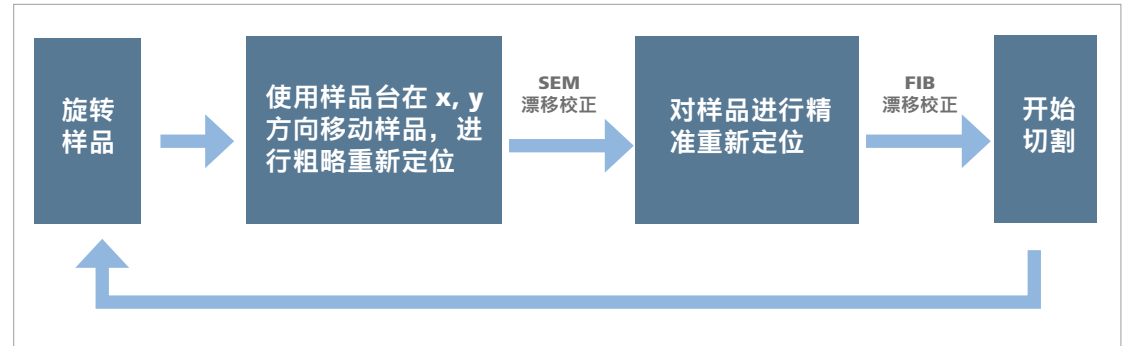 旋转
样品
使用样品台在 x, y
方向移动样品，进
行粗略重新定位
SEM
漂移校正
对样品进行精
准重新定位
FIB
漂移校正
开始
切割